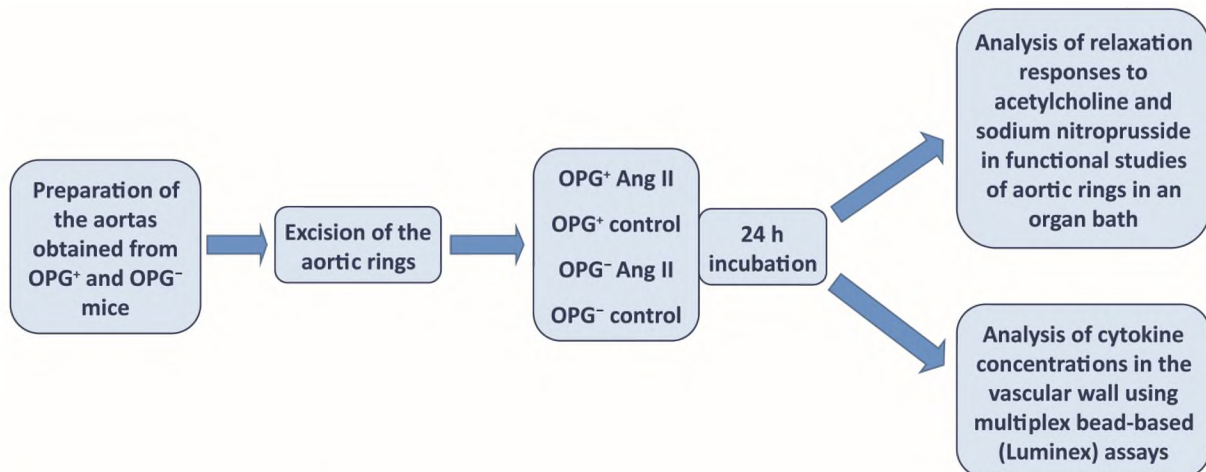 Preparation of
the aortas
obtained from
OPG⁺ and OPG⁻
mice
Excision of the
aortic rings
OPG⁺ Ang II
OPG⁺ control
OPG⁻ Ang II
OPG⁻ control
24 h
incubation
Analysis of relaxation
responses to
acetylcholine and
sodium nitroprusside
in functional studies
of aortic rings in an
organ bath
Analysis of cytokine
concentrations in the
vascular wall using
multiplex bead-based
(Luminex) assays